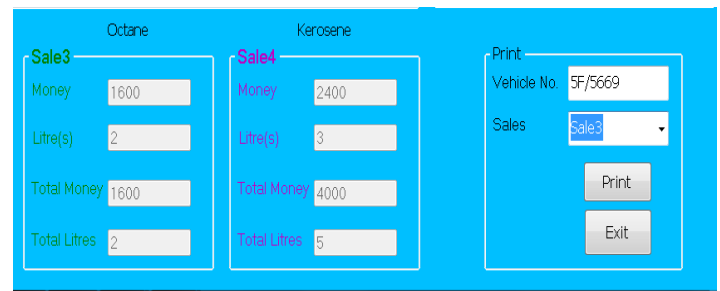 Octane
Kerosene
Sale3
Money 1600
Litre(s) 2
Total Money 1600
Total Litres 2
Sale4
Money 2400
Litre(s) 3
Total Money 4000
Total Litres 5
Print
Vehicle No. 5F/5669
Sales Sale3
Print
Exit